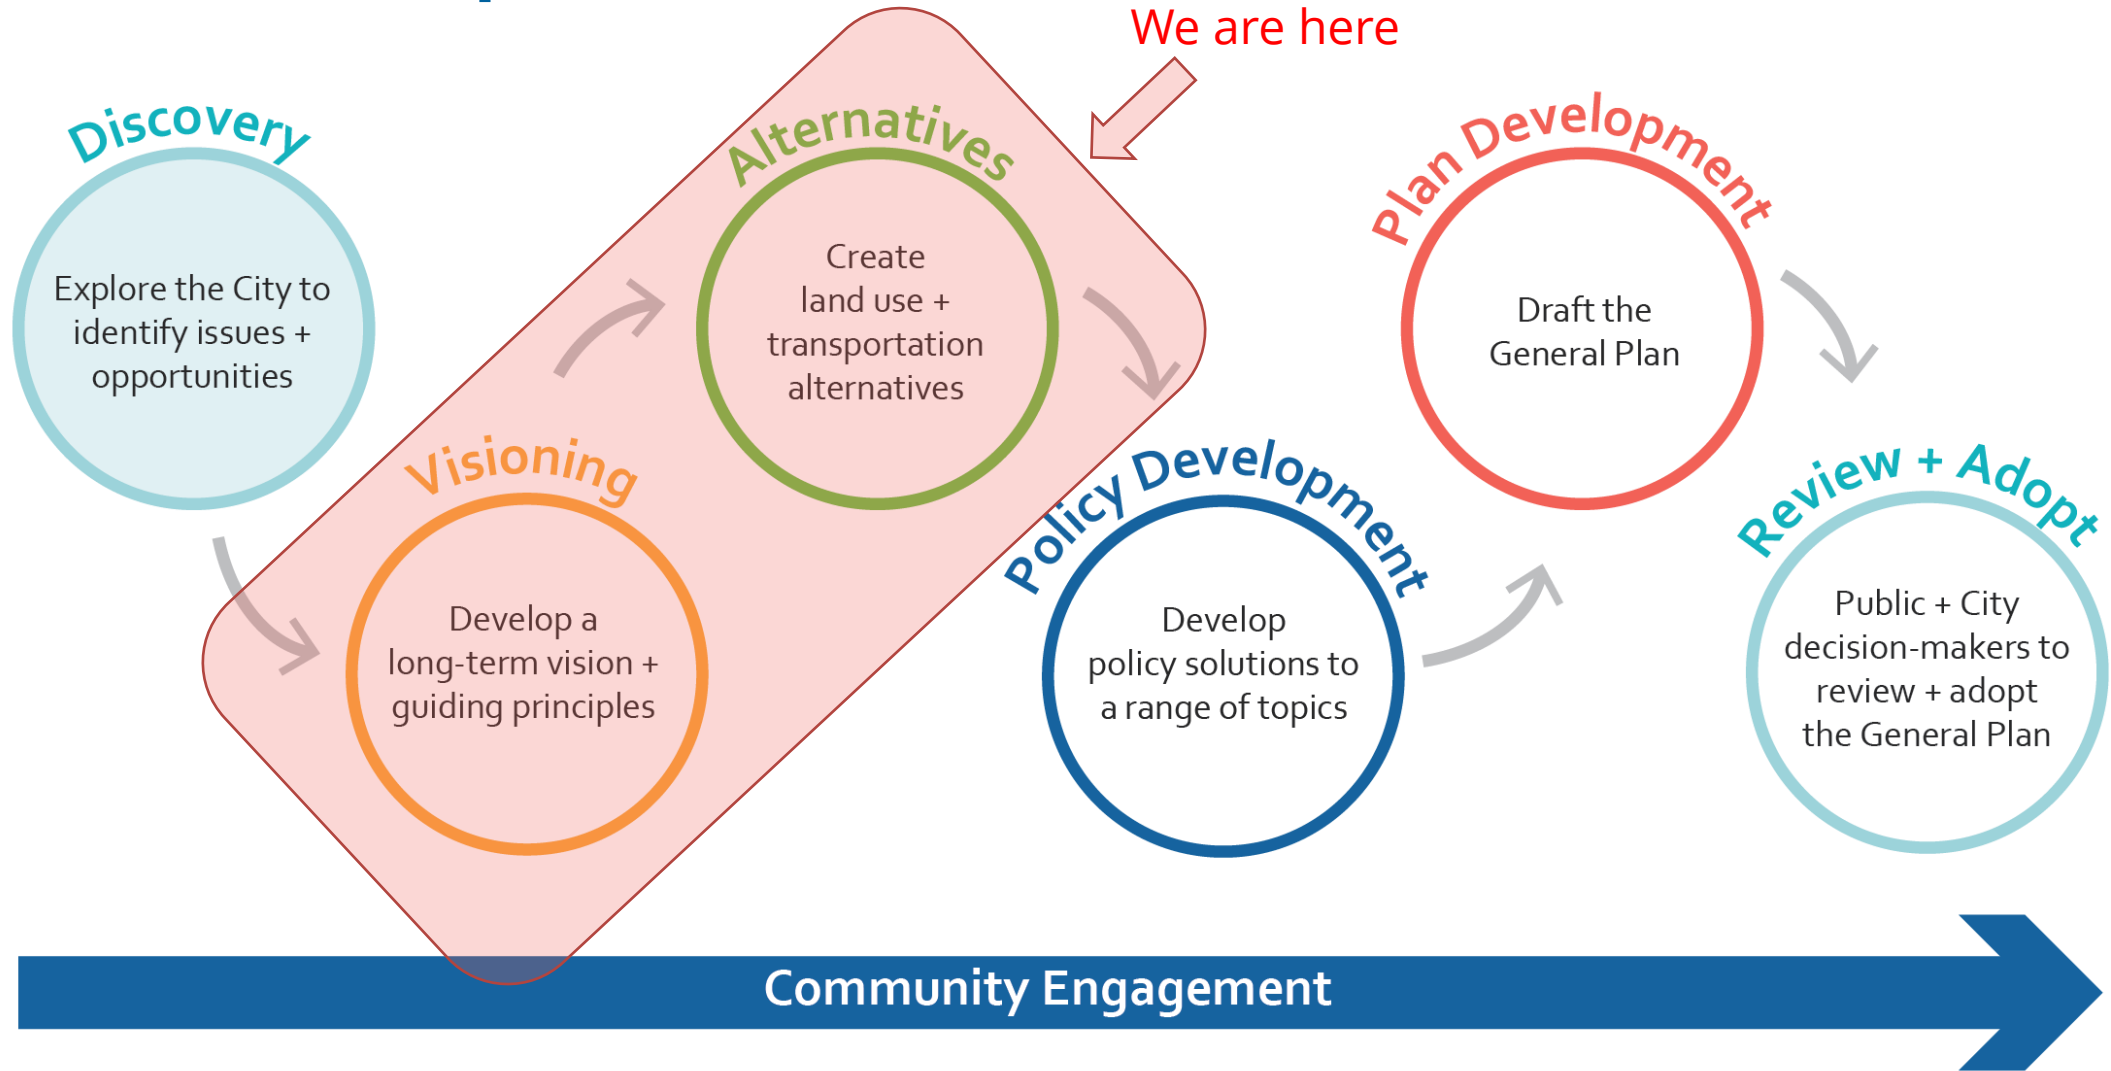 We are here
Discovery
Explore the City to
identify issues +
opportunities
Visioning
Develop a
long-term vision +
guiding principles
Alternatives
Create
land use +
transportation
alternatives
Policy Development
Develop
policy solutions to
a range of topics
Plan Development
Draft the
General Plan
Review + Adopt
Public + City
decision-makers to
review + adopt
the General Plan
Community Engagement